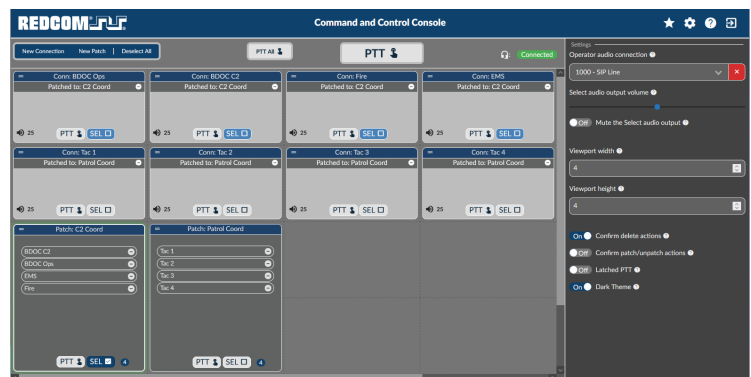 REDCOM
Command and Control Console
New Connection New Patch | Deselect All
PTT All
PTT
Connected
Conn: BDOC Ops
Patched to: C2 Coord
25 PTT SEL
Conn: BDOC C2
Patched to: C2 Coord
25 PTT SEL
Conn: Fire
Patched to: C2 Coord
25 PTT SEL
Conn: EMS
Patched to: C2 Coord
25 PTT SEL
Conn: Tac 1
Patched to: Patrol Coord
25 PTT SEL
Conn: Tac 2
Patched to: Patrol Coord
25 PTT SEL
Conn: Tac 3
Patched to: Patrol Coord
25 PTT SEL
Conn: Tac 4
Patched to: Patrol Coord
25 PTT SEL
Patch: C2 Coord
BDOC C2
BDOC Ops
EMS
Fire
PTT SEL 4
Patch: Patrol Coord
Tac 1
Tac 2
Tac 3
Tac 4
PTT SEL 4
Settings
Operator audio connection
1000 - SIP Line
Select audio output volume
Off Mute the Select audio output
Viewport width
4
Viewport height
4
On Confirm delete actions
Off Confirm patch/unpatch actions
Off Latched PTT
On Dark Theme